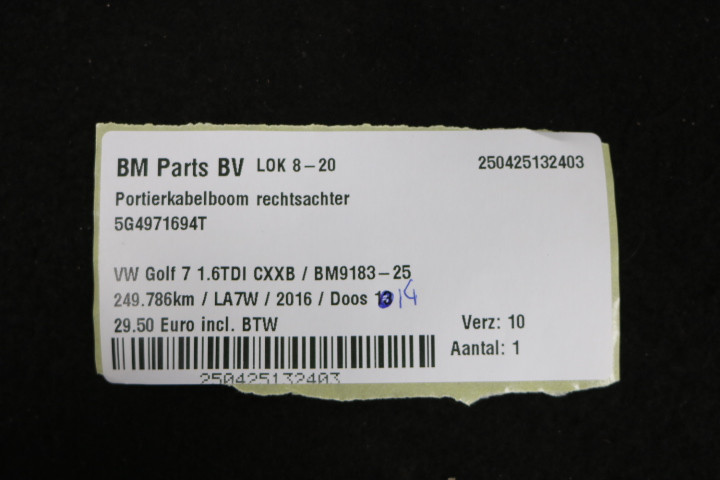 BM Parts BV LOK 8-20 250425132403
Portierkabelboom rechtsachter
5G4971694T
VW Golf 7 1.6TDI CXXB / BM9183-25
249.786km / LA7W / 2016 / Doos 14
29.50 Euro incl. BTW Verz: 10
Aantal: 1
250425132403